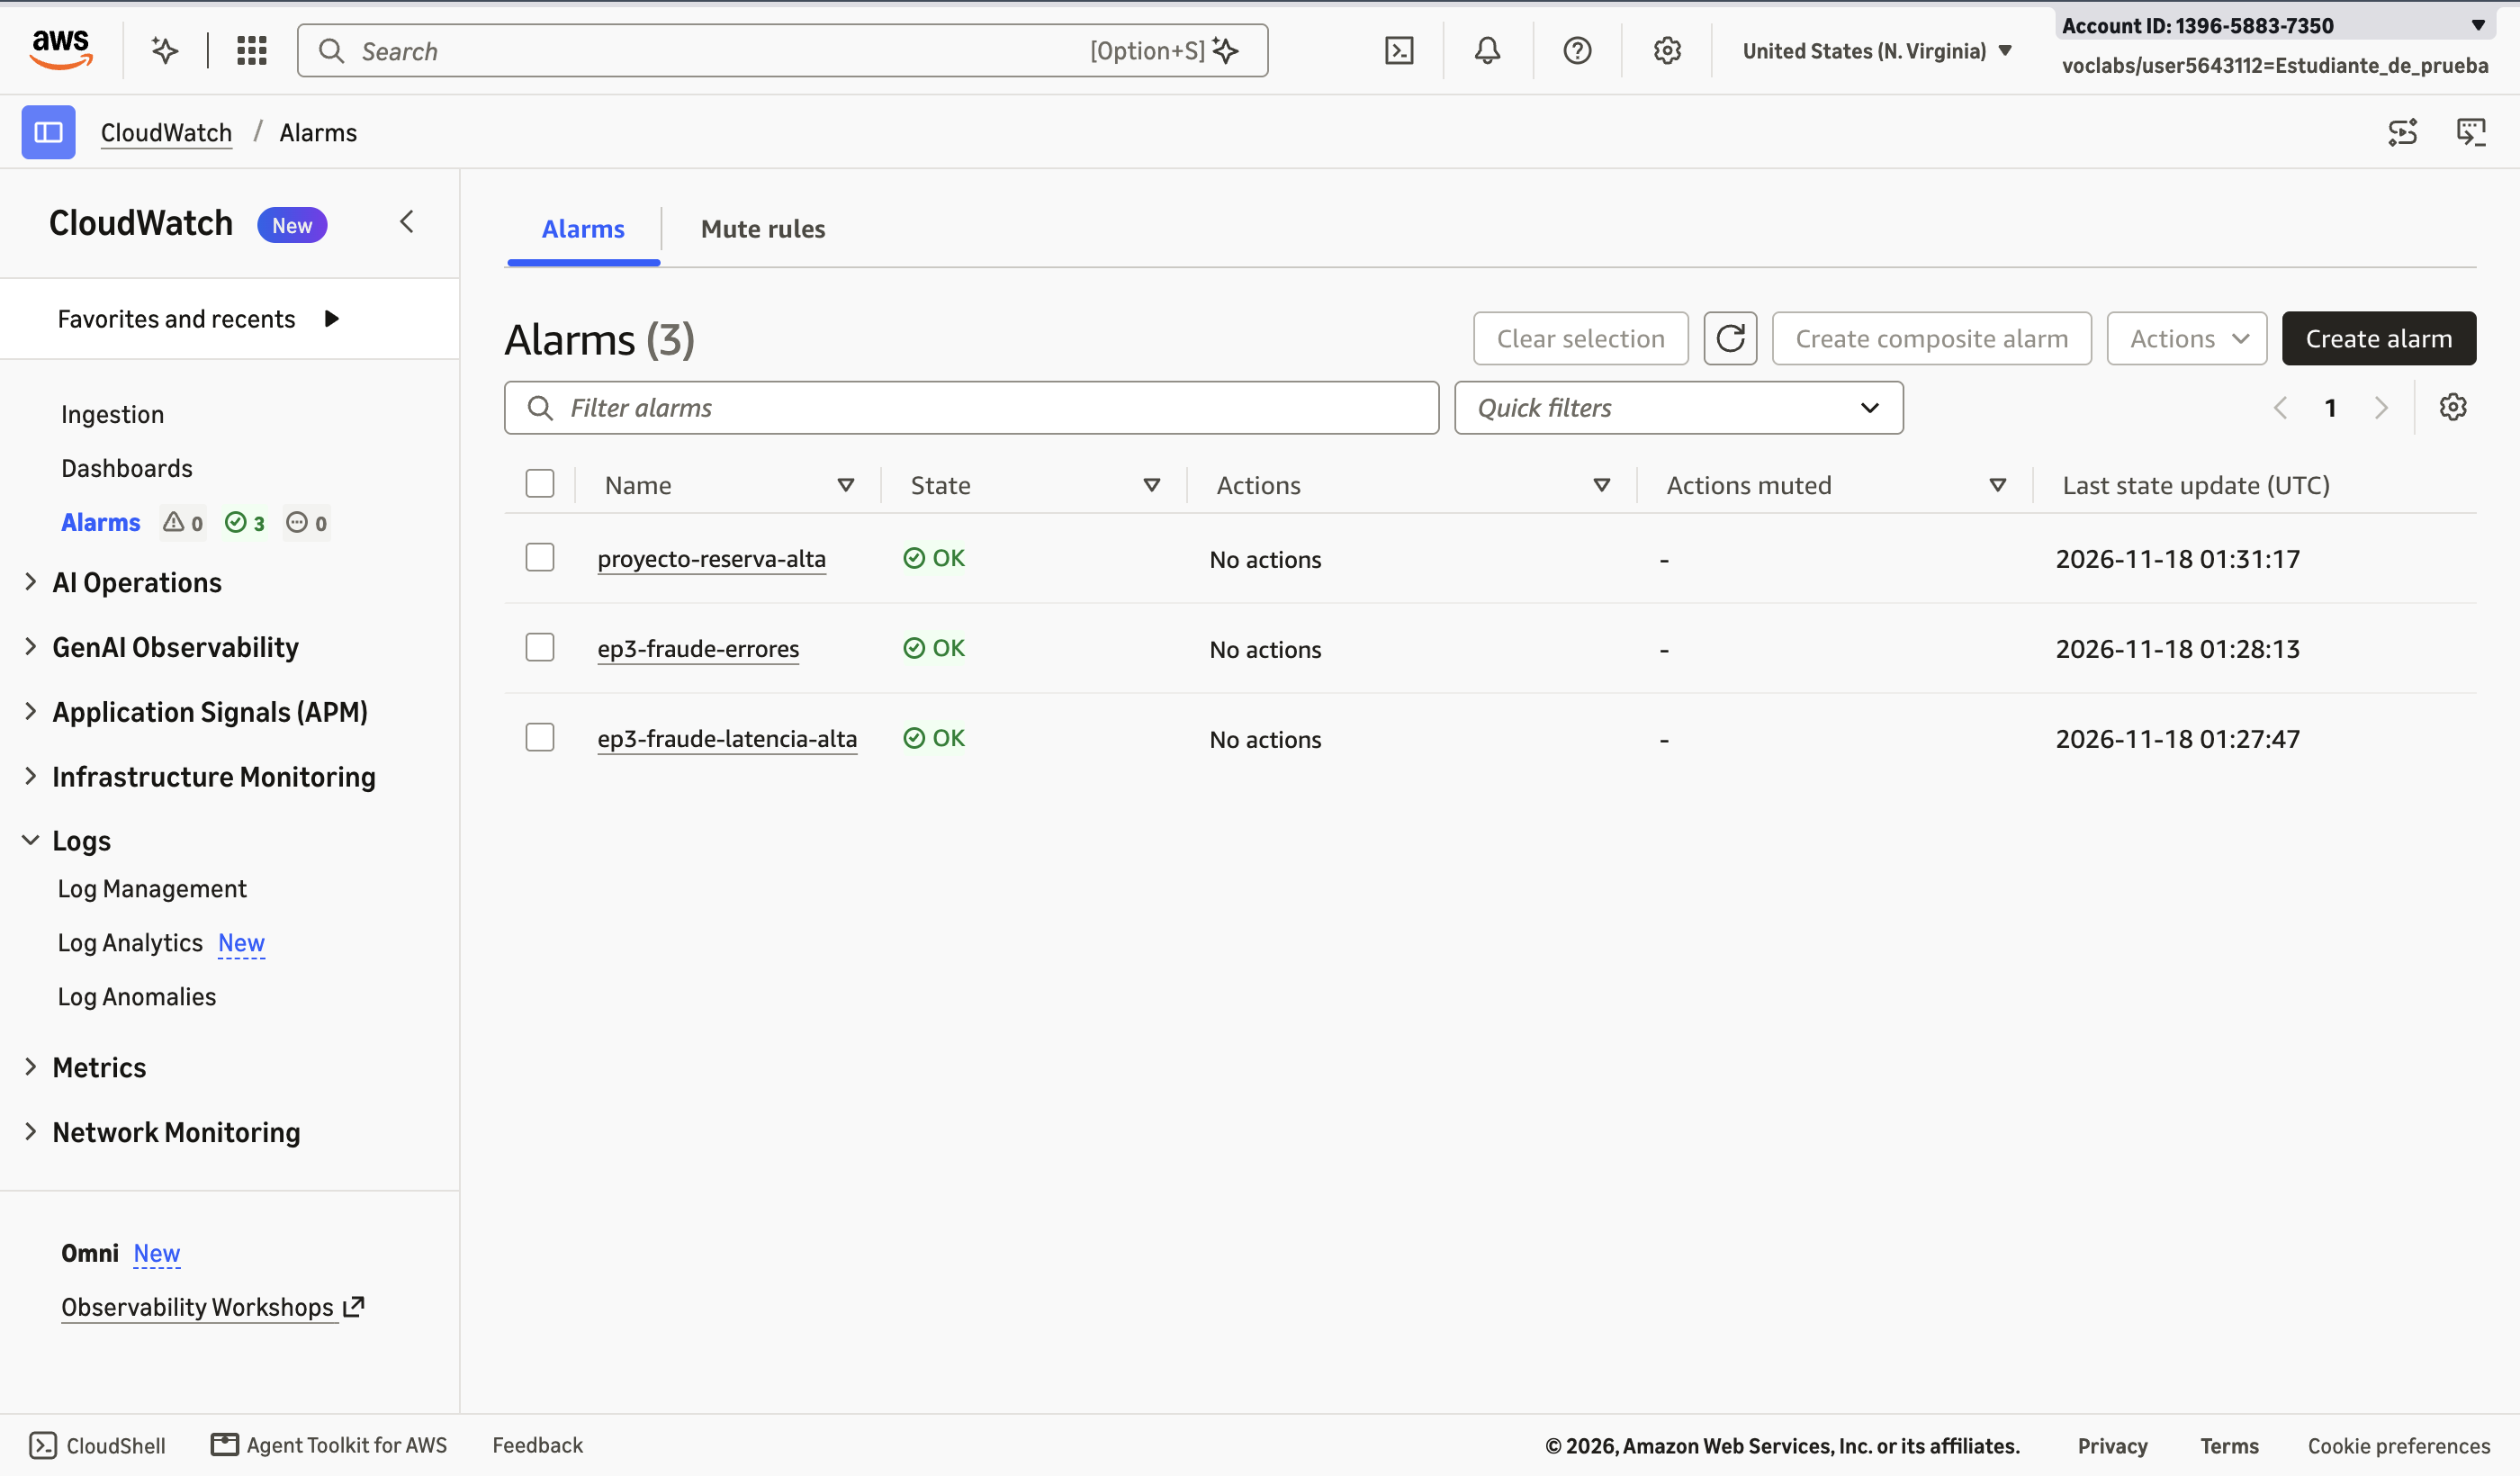 aws
Search [Option+S]
United States (N. Virginia)
Account ID: 1396-5883-7350
voclabs/user5643112=Estudiante_de_prueba
CloudWatch / Alarms
CloudWatch New
Favorites and recents
Ingestion
Dashboards
Alarms 0 3 0
AI Operations
GenAI Observability
Application Signals (APM)
Infrastructure Monitoring
Logs
Log Management
Log Analytics New
Log Anomalies
Metrics
Network Monitoring
Omni New
Observability Workshops
Alarms Mute rules
Alarms (3)
Clear selection Create composite alarm Actions Create alarm
Filter alarms Quick filters 1
Name State Actions Actions muted Last state update (UTC)
proyecto-reserva-alta OK No actions - 2026-11-18 01:31:17
ep3-fraude-errores OK No actions - 2026-11-18 01:28:13
ep3-fraude-latencia-alta OK No actions - 2026-11-18 01:27:47
CloudShell Agent Toolkit for AWS Feedback © 2026, Amazon Web Services, Inc. or its affiliates. Privacy Terms Cookie preferences